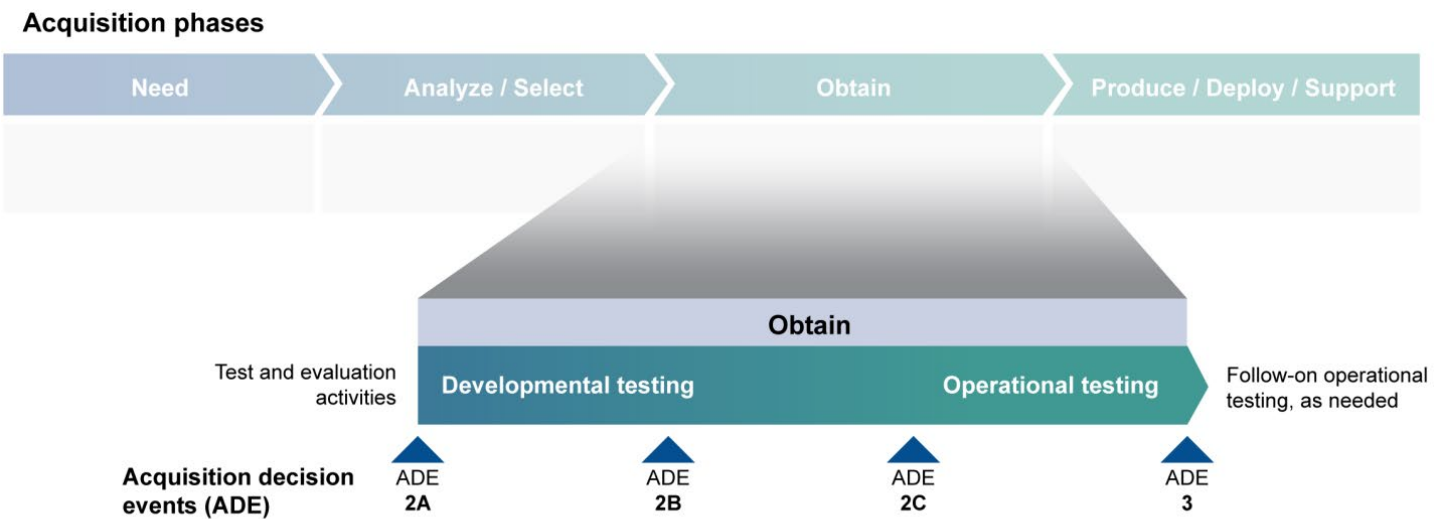 Acquisition phases
Need
Analyze / Select
Obtain
Produce / Deploy / Support
Obtain
Test and evaluation
activities
Developmental testing
Operational testing
Follow-on operational
testing, as needed
Acquisition decision
events (ADE)
ADE
2A
ADE
2B
ADE
2C
ADE
3